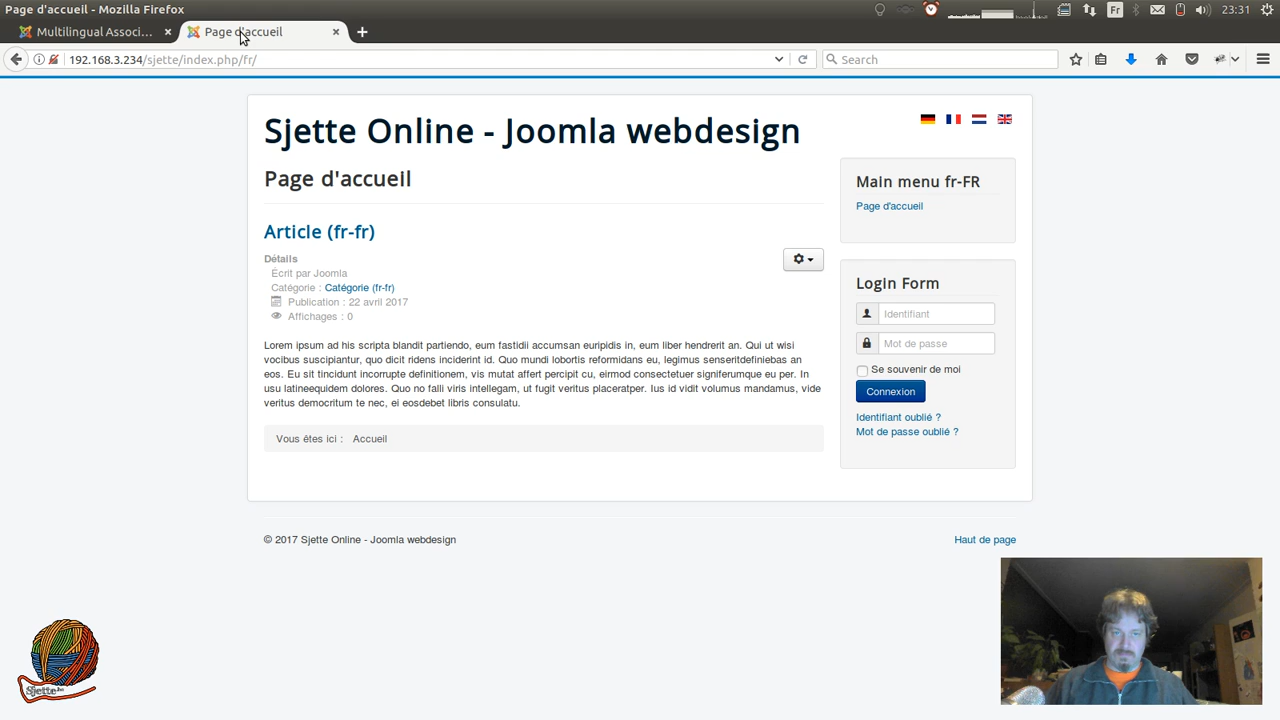 Page d'accueil - Mozilla Firefox
Fr
23:31
Multilingual Associ...
Page d'accueil
192.168.3.234/sjette/index.php/fr/
Search
Sjette Online - Joomla webdesign
Page d'accueil
Article (fr-fr)
Détails
Écrit par Joomla
Catégorie : Catégorie (fr-fr)
Publication : 22 avril 2017
Affichages : 0
Lorem ipsum ad his scripta blandit partiendo, eum fastidii accumsan euripidis in, eum liber hendrerit an. Qui ut wisi
vocibus suscipiantur, quo dicit ridens inciderint id. Quo mundi lobortis reformidans eu, legimus senseritdefiniebas an
eos. Eu sit tincidunt incorrupte definitionem, vis mutat affert percipit cu, eirmod consectetuer signiferumque eu per. In
usu latineequidem dolores. Quo no falli viris intellegam, ut fugit veritus placeratper. Ius id vidit volumus mandamus, vide
veritus democritum te nec, ei eosdebet libris consulatu.
Vous êtes ici : Accueil
Main menu fr-FR
Page d'accueil
Login Form
Identifiant
Mot de passe
Se souvenir de moi
Connexion
Identifiant oublié ?
Mot de passe oublié ?
© 2017 Sjette Online - Joomla webdesign
Haut de page